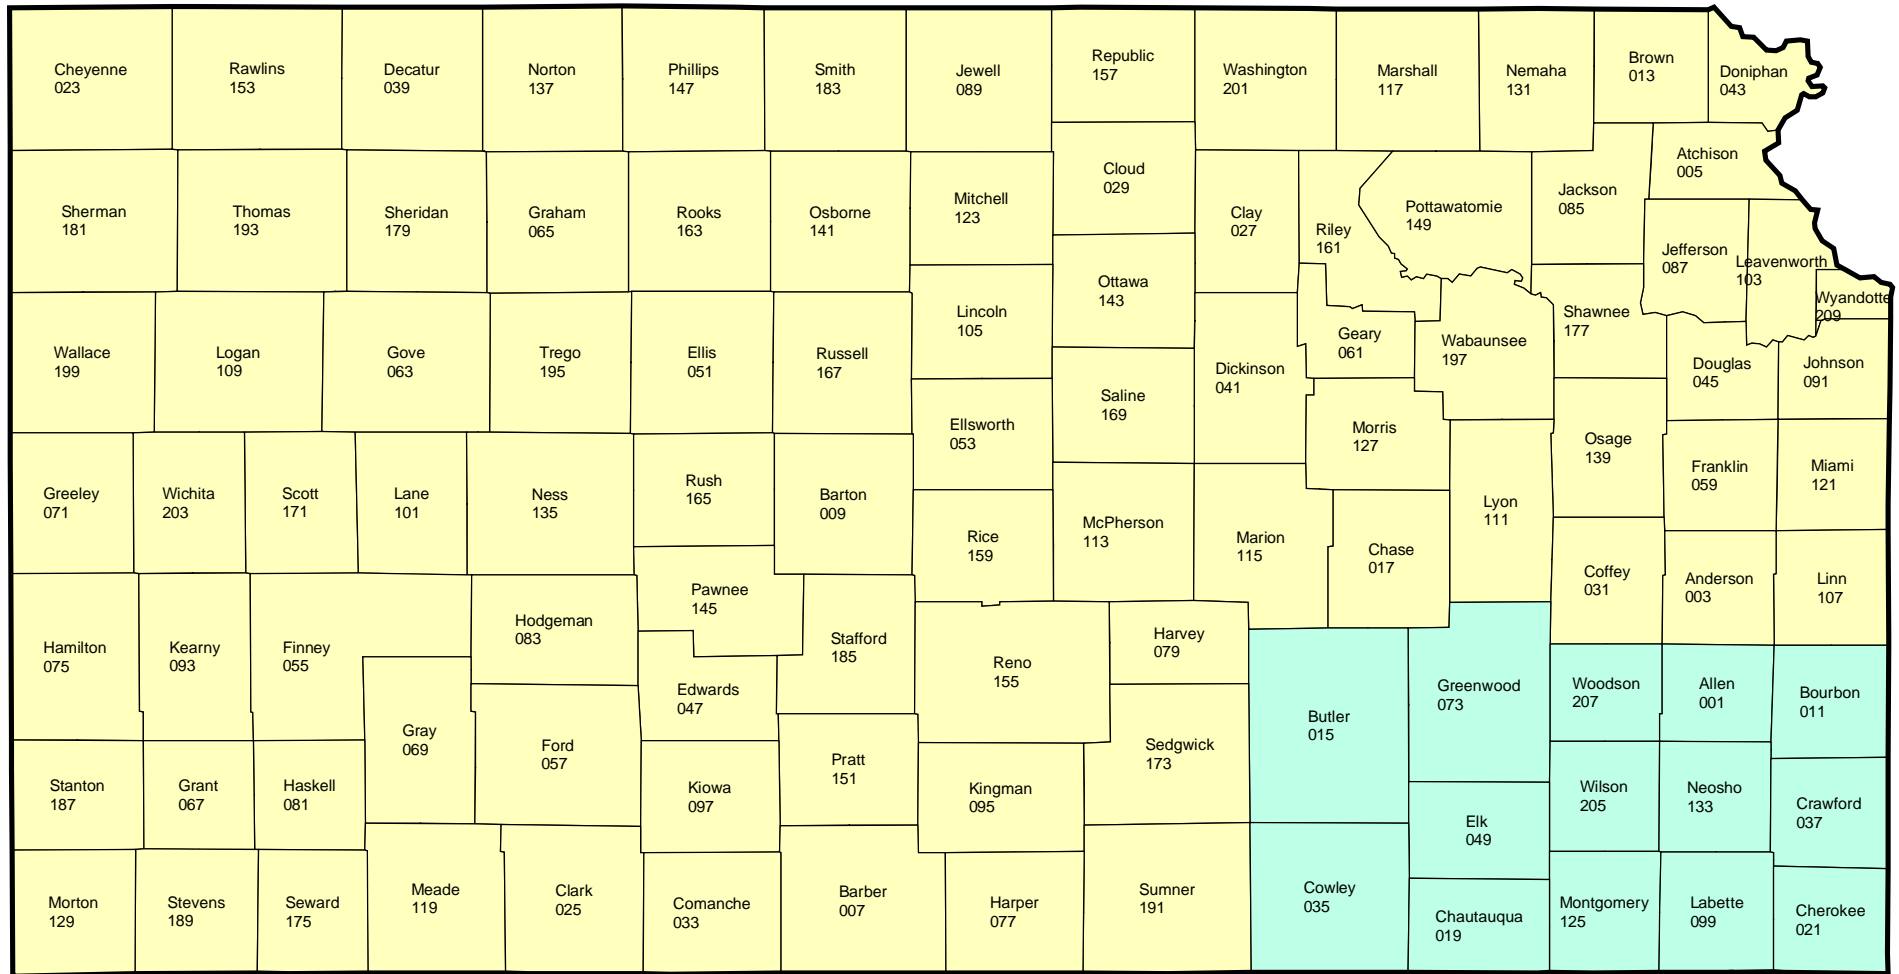 Cheyenne
023
Rawlins
153
Decatur
039
Norton
137
Phillips
147
Smith
183
Jewell
089
Republic
157
Washington
201
Marshall
117
Nemaha
131
Brown
013
Doniphan
043
Sherman
181
Thomas
193
Sheridan
179
Graham
065
Rooks
163
Osborne
141
Mitchell
123
Cloud
029
Clay
027
Riley
161
Pottawatomie
149
Jackson
085
Atchison
005
Jefferson
087
Leavenworth
103
Wyandotte
209
Wallace
199
Logan
109
Gove
063
Trego
195
Ellis
051
Russell
167
Lincoln
105
Ottawa
143
Saline
169
Dickinson
041
Geary
061
Wabaunsee
197
Shawnee
177
Douglas
045
Johnson
091
Greeley
071
Wichita
203
Scott
171
Lane
101
Ness
135
Rush
165
Barton
009
Ellsworth
053
Rice
159
McPherson
113
Marion
115
Morris
127
Chase
017
Lyon
111
Osage
139
Franklin
059
Miami
121
Coffey
031
Anderson
003
Linn
107
Hamilton
075
Kearny
093
Finney
055
Hodgeman
083
Pawnee
145
Stafford
185
Edwards
047
Reno
155
Harvey
079
Gray
069
Ford
057
Kiowa
097
Pratt
151
Kingman
095
Sedgwick
173
Butler
015
Greenwood
073
Woodson
207
Allen
001
Bourbon
011
Stanton
187
Grant
067
Haskell
081
Elk
049
Wilson
205
Neosho
133
Crawford
037
Morton
129
Stevens
189
Seward
175
Meade
119
Clark
025
Comanche
033
Barber
007
Harper
077
Sumner
191
Cowley
035
Chautauqua
019
Montgomery
125
Labette
099
Cherokee
021